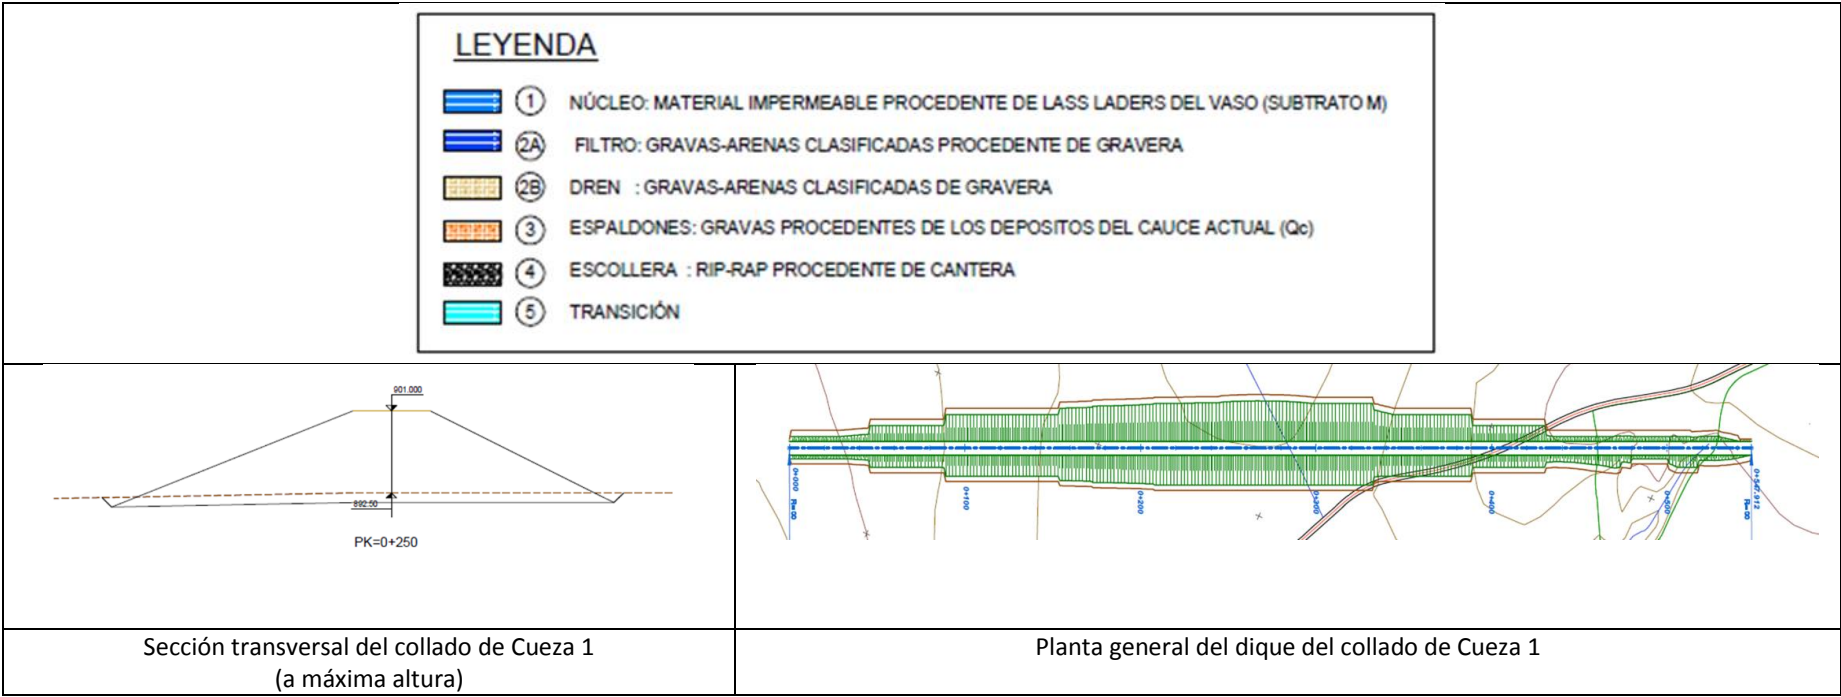 LEYENDA
1 NÚCLEO: MATERIAL IMPERMEABLE PROCEDENTE DE LASS LADERS DEL VASO (SUBTRATO M)
2A FILTRO: GRAVAS-ARENAS CLASIFICADAS PROCEDENTE DE GRAVERA
2B DREN : GRAVAS-ARENAS CLASIFICADAS DE GRAVERA
3 ESPALDONES: GRAVAS PROCEDENTES DE LOS DEPOSITOS DEL CAUCE ACTUAL (Qc)
4 ESCOLLERA : RIP-RAP PROCEDENTE DE CANTERA
5 TRANSICIÓN
901.000
892.50
PK=0+250
0+000 R=∞
0+100
0+200
0+300
0+400
0+500
0+547.912 R=∞
Sección transversal del collado de Cueza 1
(a máxima altura)
Planta general del dique del collado de Cueza 1